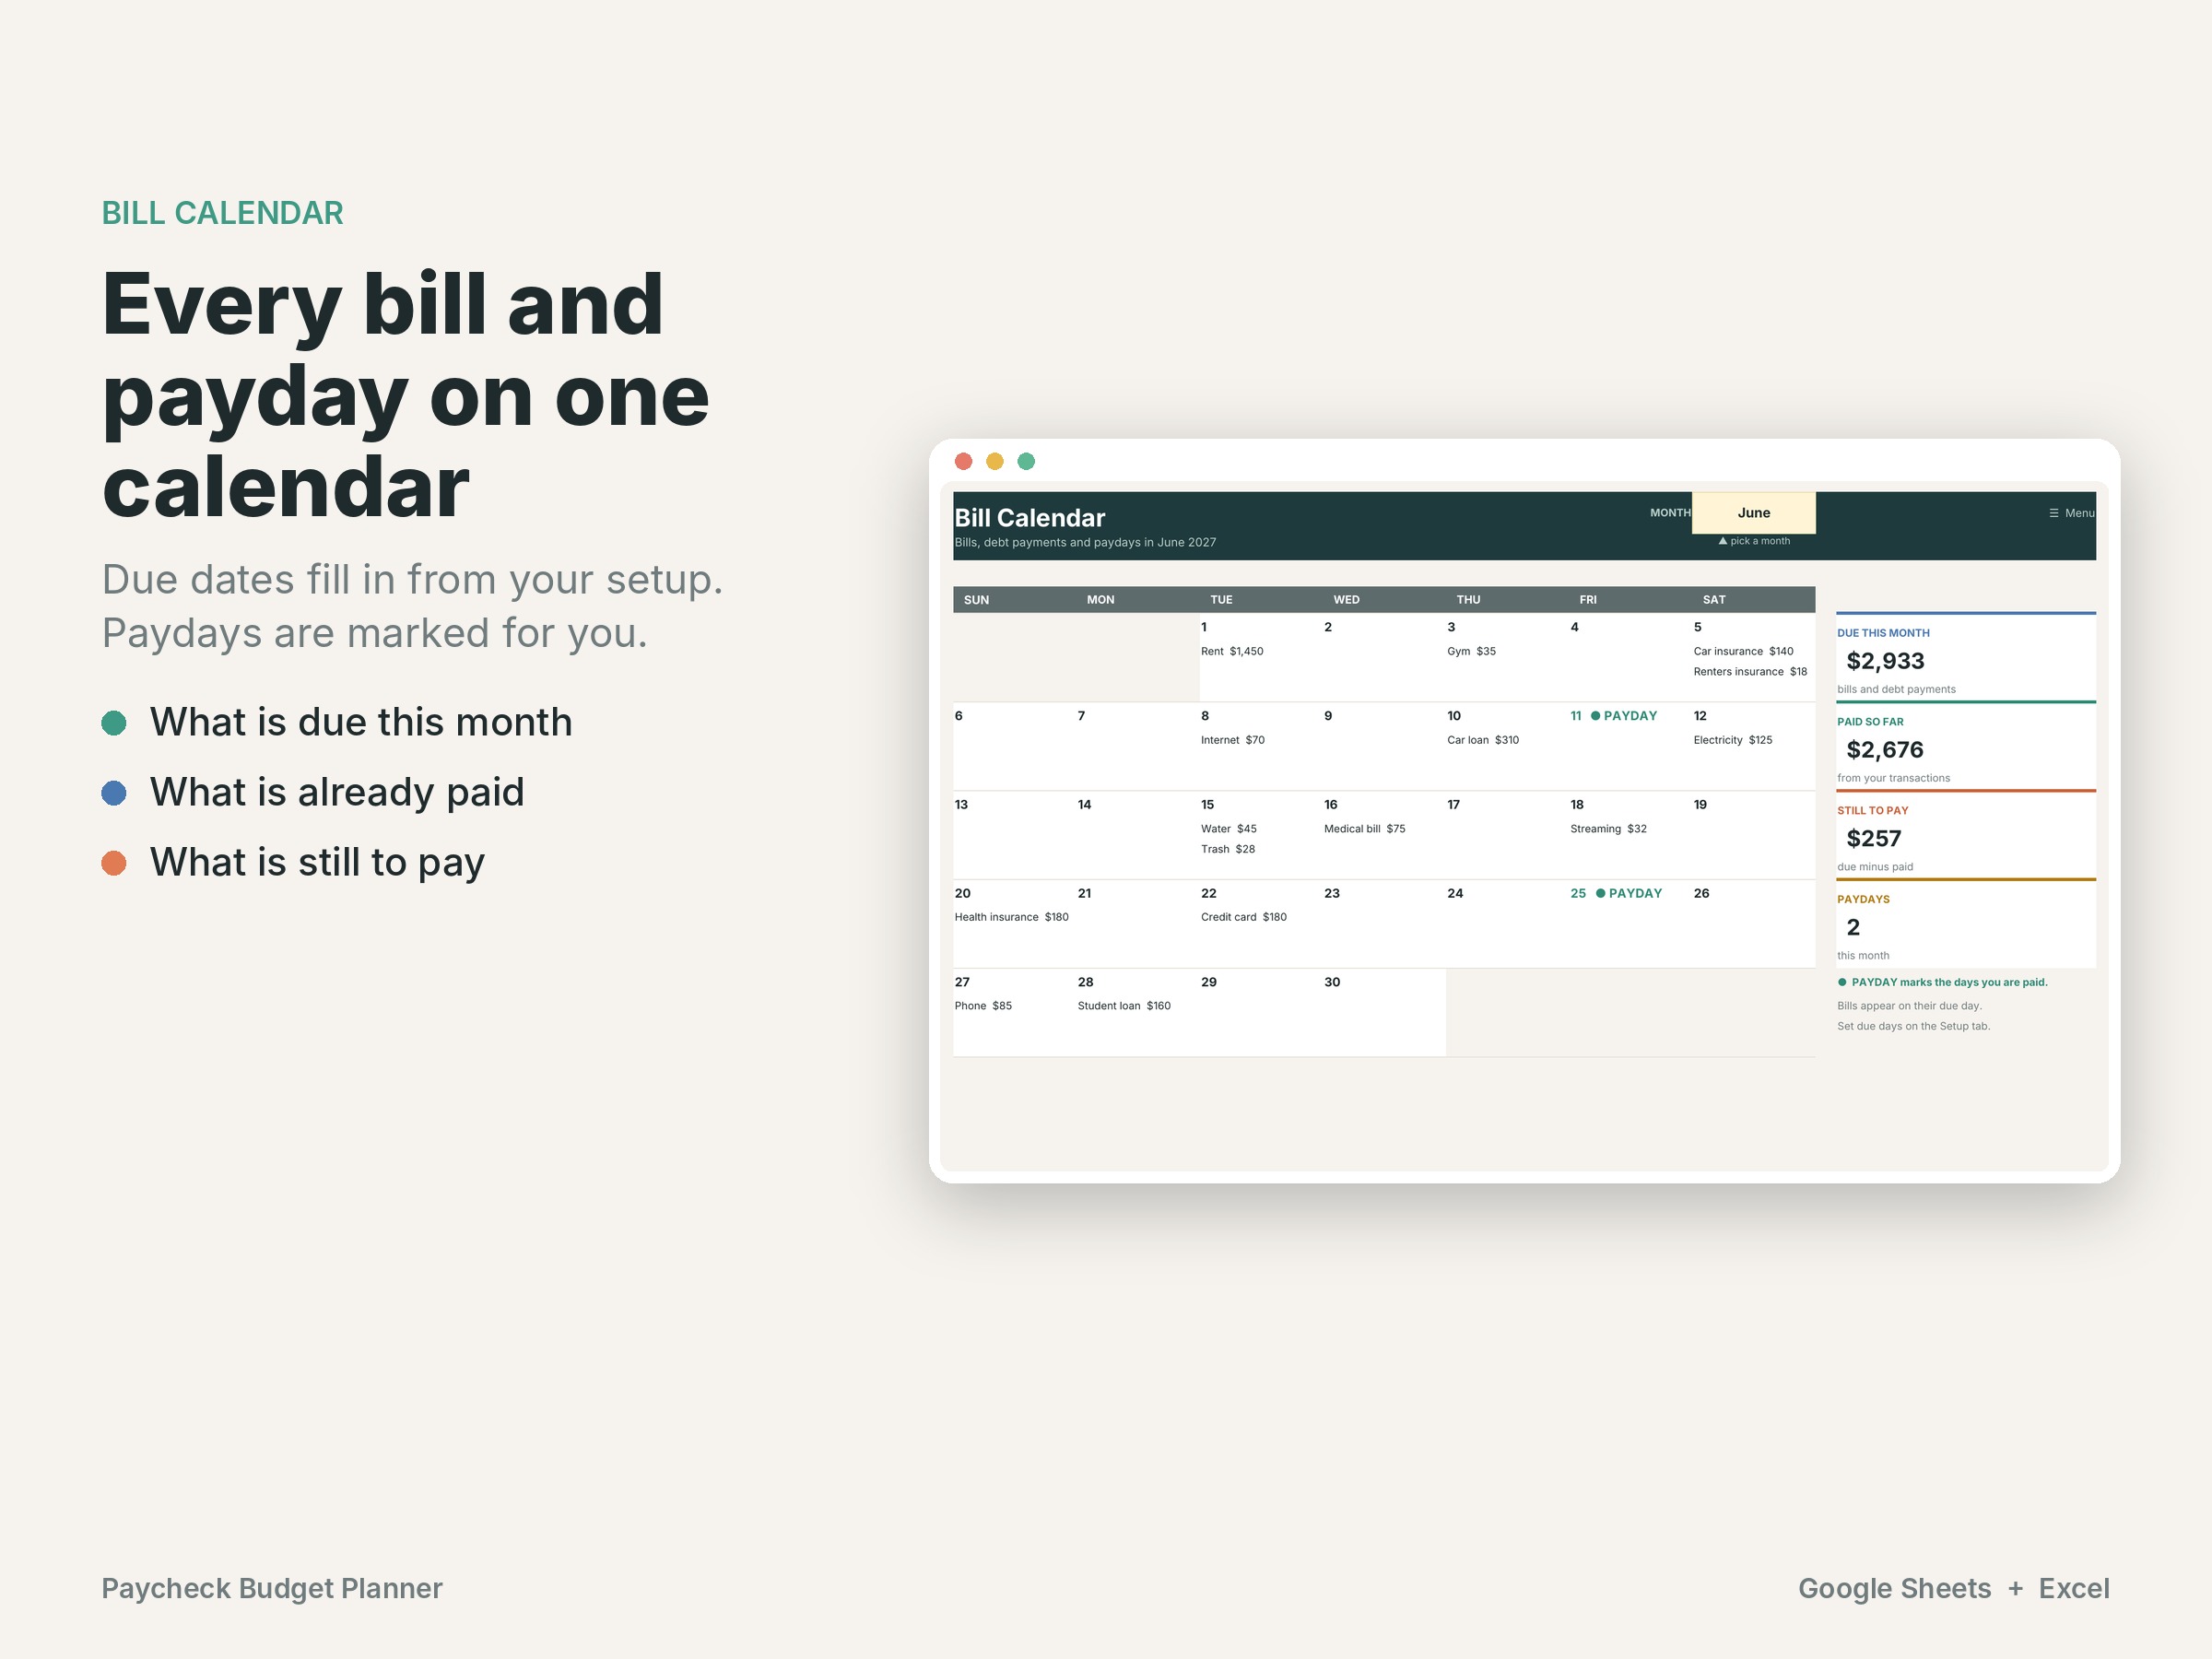 BILL CALENDAR
Every bill and
payday on one
calendar
Due dates fill in from your setup.
Paydays are marked for you.
What is due this month
What is already paid
What is still to pay
Bill Calendar
Bills, debt payments and paydays in June 2027
MONTH
June
▲ pick a month
☰ Menu
SUN MON TUE WED THU FRI SAT
1 2 3 4 5
Rent $1,450 Gym $35 Car insurance $140
Renters insurance $18
6 7 8 9 10 11 ● PAYDAY 12
Internet $70 Car loan $310 Electricity $125
13 14 15 16 17 18 19
Water $45 Medical bill $75 Streaming $32
Trash $28
20 21 22 23 24 25 ● PAYDAY 26
Health insurance $180 Credit card $180
27 28 29 30
Phone $85 Student loan $160
DUE THIS MONTH
$2,933
bills and debt payments
PAID SO FAR
$2,676
from your transactions
STILL TO PAY
$257
due minus paid
PAYDAYS
2
this month
● PAYDAY marks the days you are paid.
Bills appear on their due day.
Set due days on the Setup tab.
Paycheck Budget Planner
Google Sheets + Excel